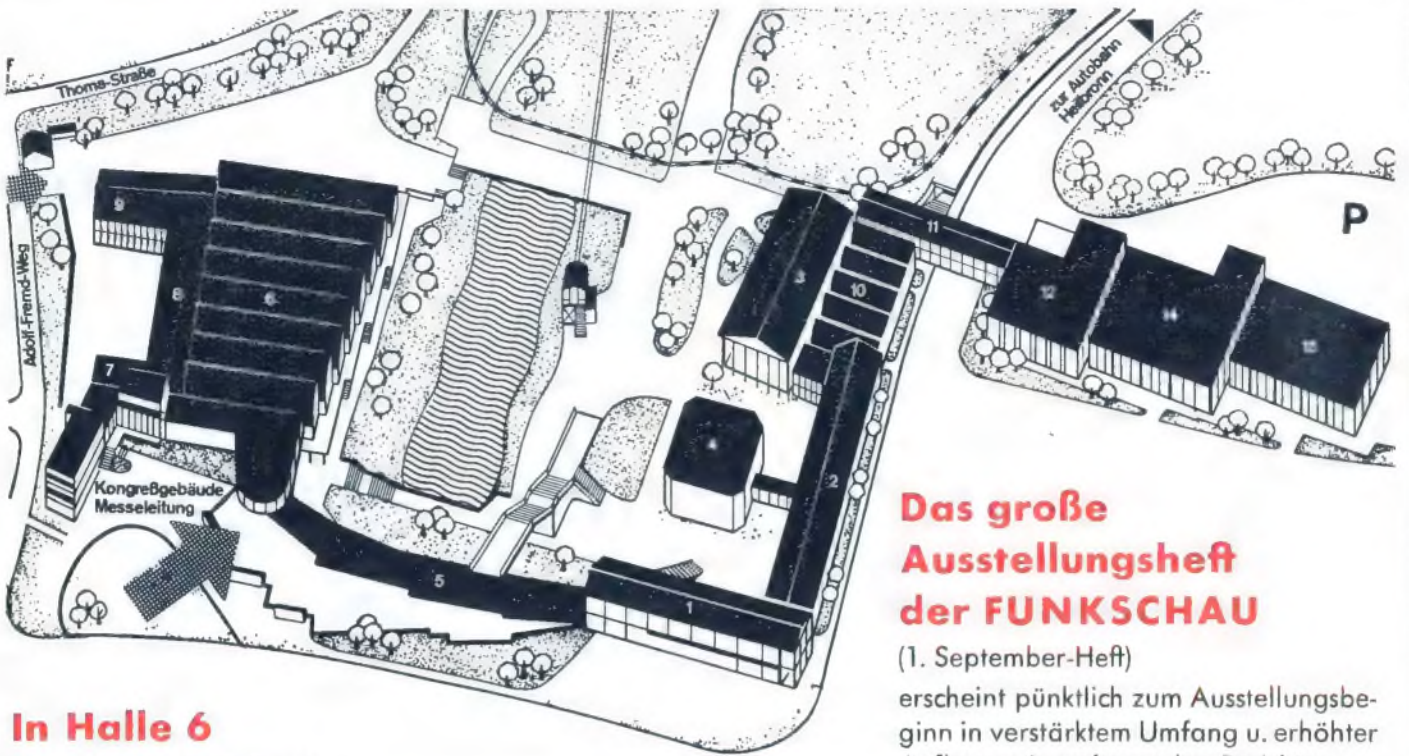 Thoma-Straße
Adolf-Fremd-Weg
zur Autobahn
Heilbronn
P
9
8
6
7
3
10
11
12
14
4
2
5
1
Kongreßgebäude
Messeleitung
In Halle 6
Das große
Ausstellungsheft
der FUNKSCHAU
(1. September-Heft)
erscheint pünktlich zum Ausstellungsbe-
ginn in verstärktem Umfang u. erhöhter